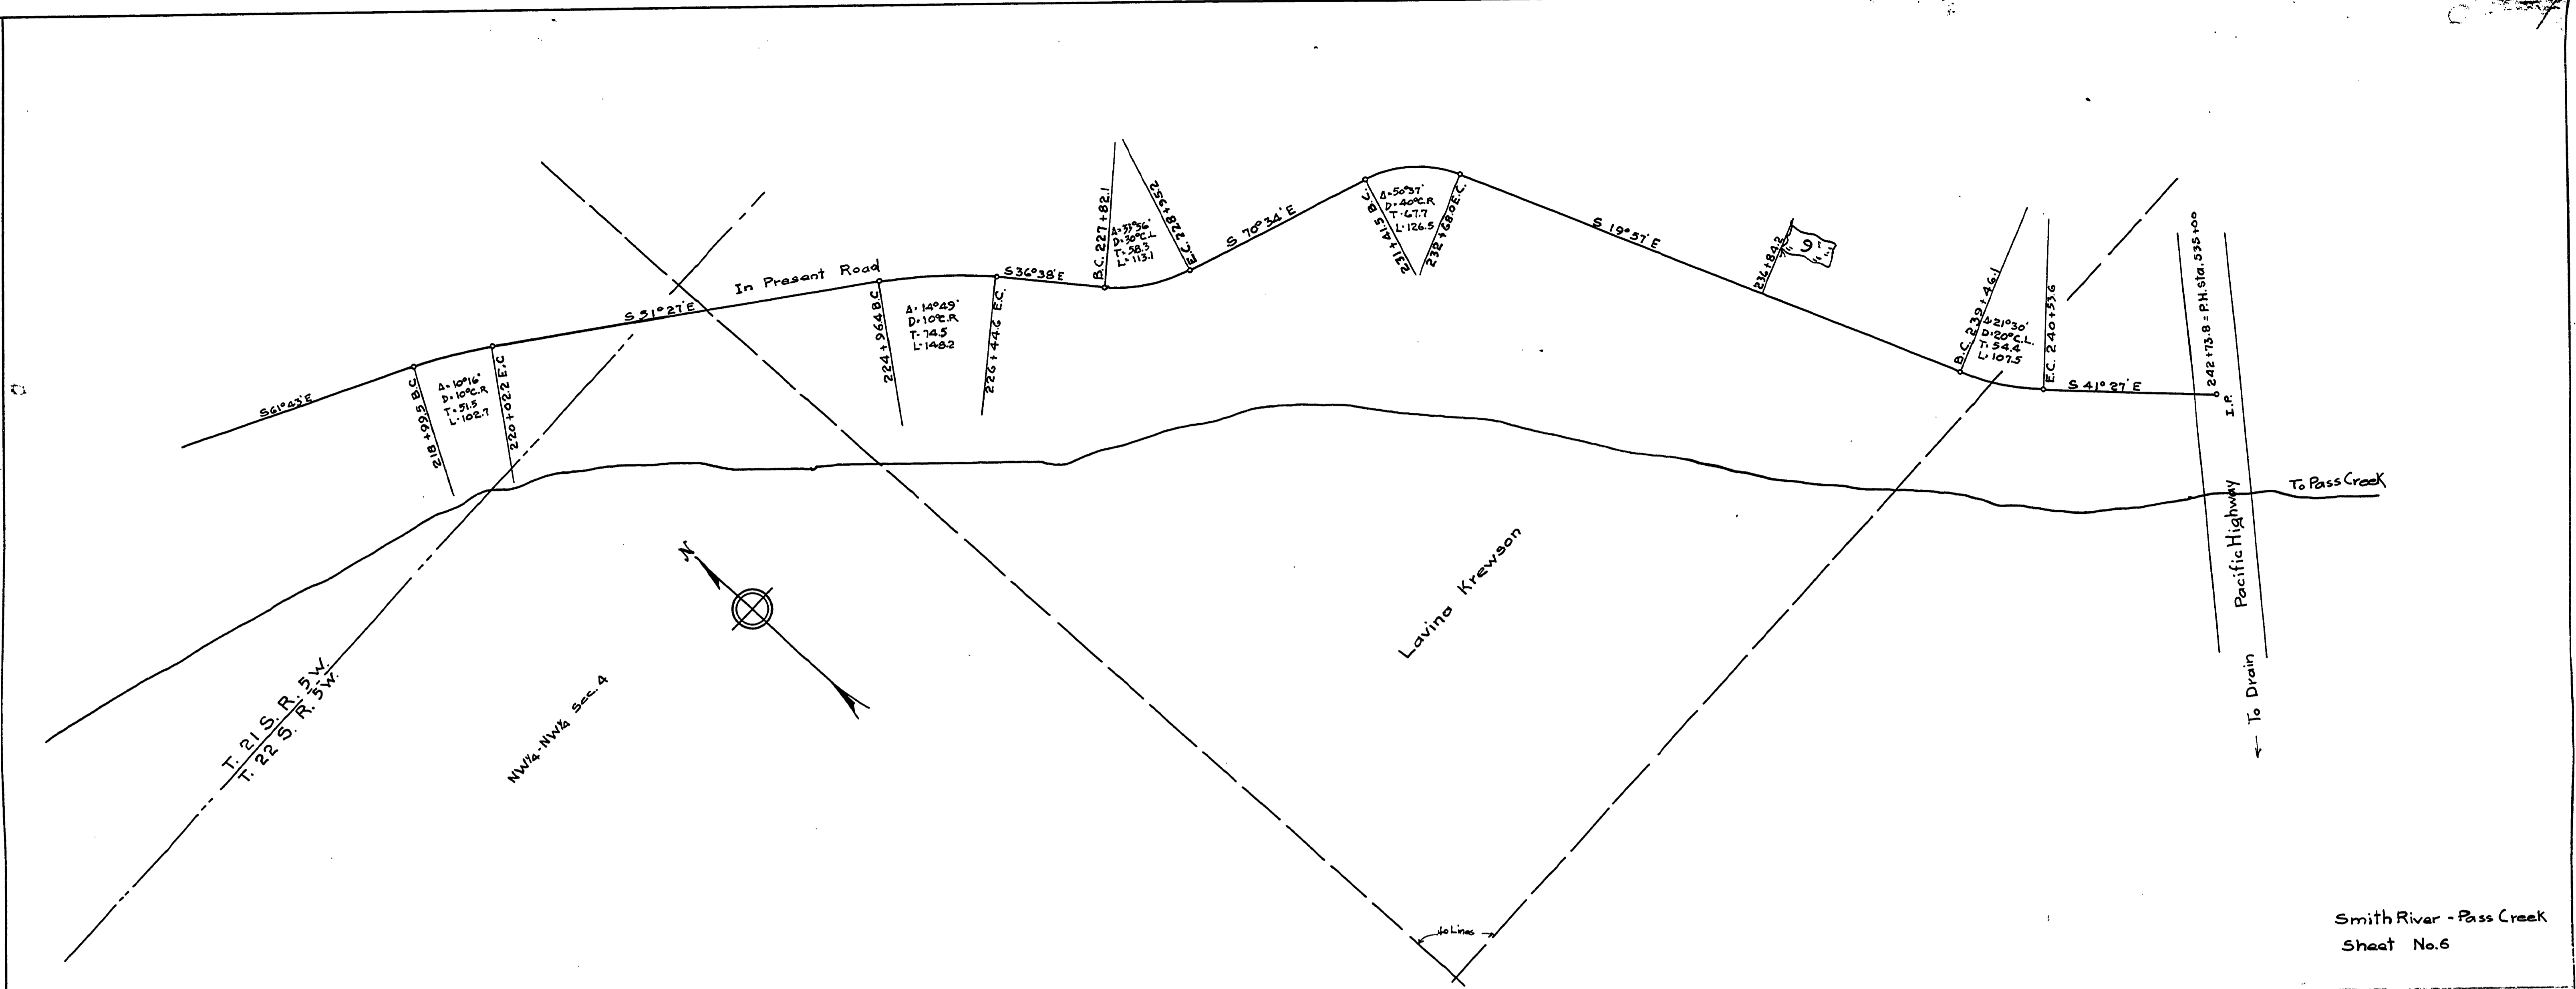 S61°43'E
218+99.5 B.C.
Δ=10°16'
D=10°C.R
T=51.5
L=102.7
220+02.2 E.C
S 51°27'E
In Present Road
224+96.4 B.C
Δ=14°49'
D=10°C.R
T=74.5
L=148.2
226+44.6 E.C.
S36°38'E
B.C. 227+82.1
Δ=33°56'
D=30°C.L
T=58.3
L=113.1
E.C. 228+95.2
S 70°34'E
231+41.5 B.C.
Δ=50°37'
D=40°C.R
T=67.7
L=126.5
232+68.0 E.C.
S 19°57'E
236+84.2
B.C. 239+46.1
Δ=21°30'
D=20°C.L.
T=54.4
L=107.5
E.C. 240+53.6
S 41°27'E
242+73.8 = P.H. Sta. 535+00
I.P.
To Pass Creek
Pacific Highway
← To Drain
N
Lavina Krewson
T. 21 S. R. 5 W.
T. 22 S. R. 5 W.
NW¼-NW¼ Sec. 4
Smith River - Pass Creek
Sheet No.6